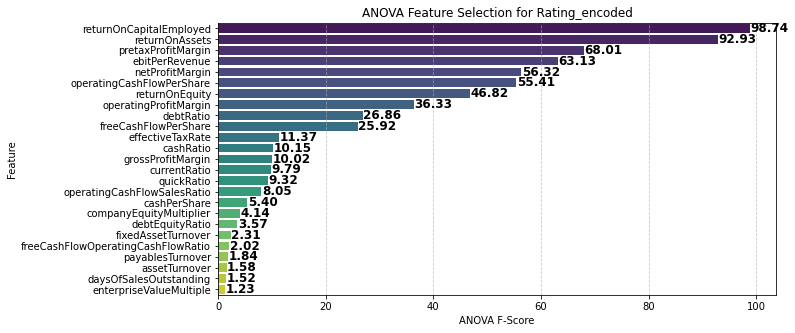 ANOVA Feature Selection for Rating_encoded
returnOnCapitalEmployed 98.74
returnOnAssets 92.93
pretaxProfitMargin 68.01
ebitPerRevenue 63.13
netProfitMargin 56.32
operatingCashFlowPerShare 55.41
returnOnEquity 46.82
operatingProfitMargin 36.33
debtRatio 26.86
freeCashFlowPerShare 25.92
effectiveTaxRate 11.37
cashRatio 10.15
grossProfitMargin 10.02
currentRatio 9.79
quickRatio 9.32
operatingCashFlowSalesRatio 8.05
cashPerShare 5.40
companyEquityMultiplier 4.14
debtEquityRatio 3.57
fixedAssetTurnover 2.31
freeCashFlowOperatingCashFlowRatio 2.02
payablesTurnover 1.84
assetTurnover 1.58
daysOfSalesOutstanding 1.52
enterpriseValueMultiple 1.23
Feature
0 20 40 60 80 100
ANOVA F-Score